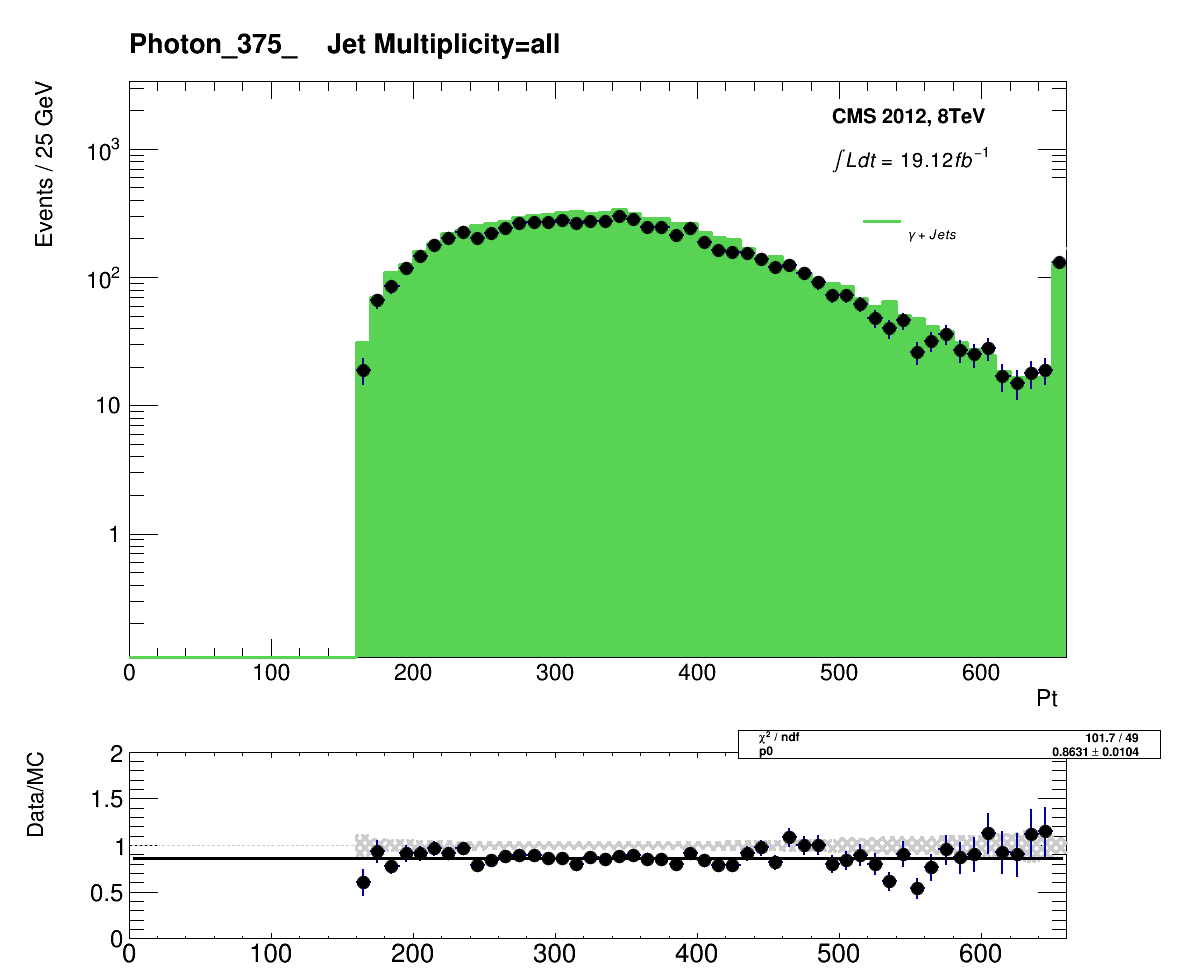 Photon_375_ Jet Multiplicity=all
Events / 25 GeV
CMS 2012, 8TeV
∫Ldt = 19.12fb⁻¹
γ + Jets
10³
10²
10
1
0 100 200 300 400 500 600
Pt
χ² / ndf 101.7 / 49
p0 0.8631 ± 0.0104
Data/MC
2
1.5
1
0.5
0
0 100 200 300 400 500 600